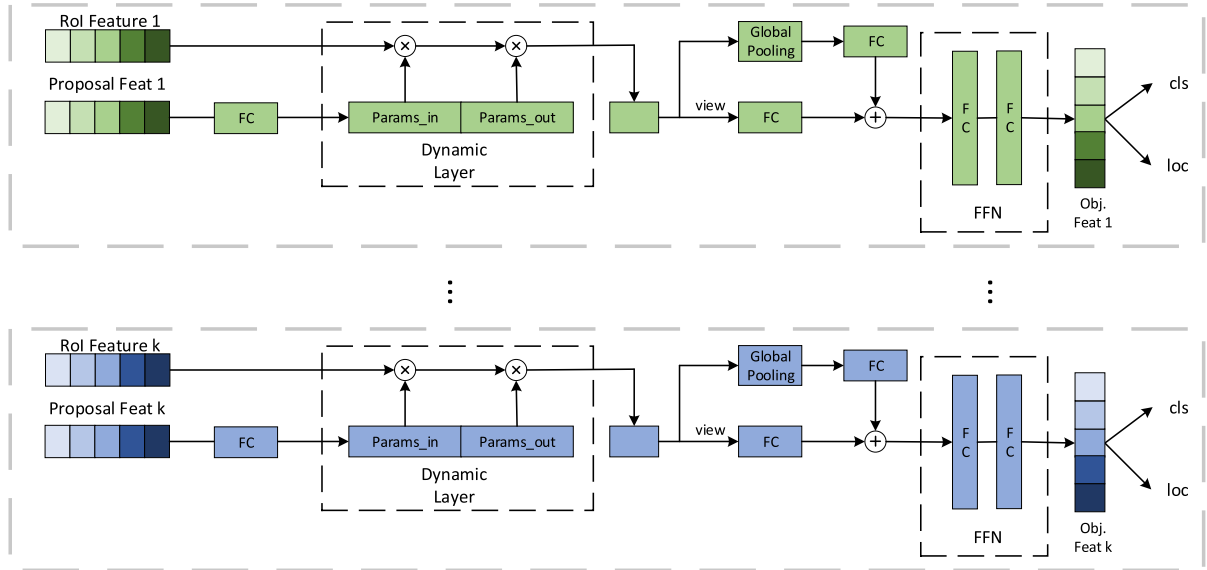 RoI Feature 1
Proposal Feat 1
FC
Params_in
Params_out
Dynamic
Layer
view
Global
Pooling
FC
FC
F
C
F
C
FFN
Obj.
Feat 1
cls
loc
RoI Feature k
Proposal Feat k
FC
Params_in
Params_out
Dynamic
Layer
view
Global
Pooling
FC
FC
F
C
F
C
FFN
Obj.
Feat k
cls
loc